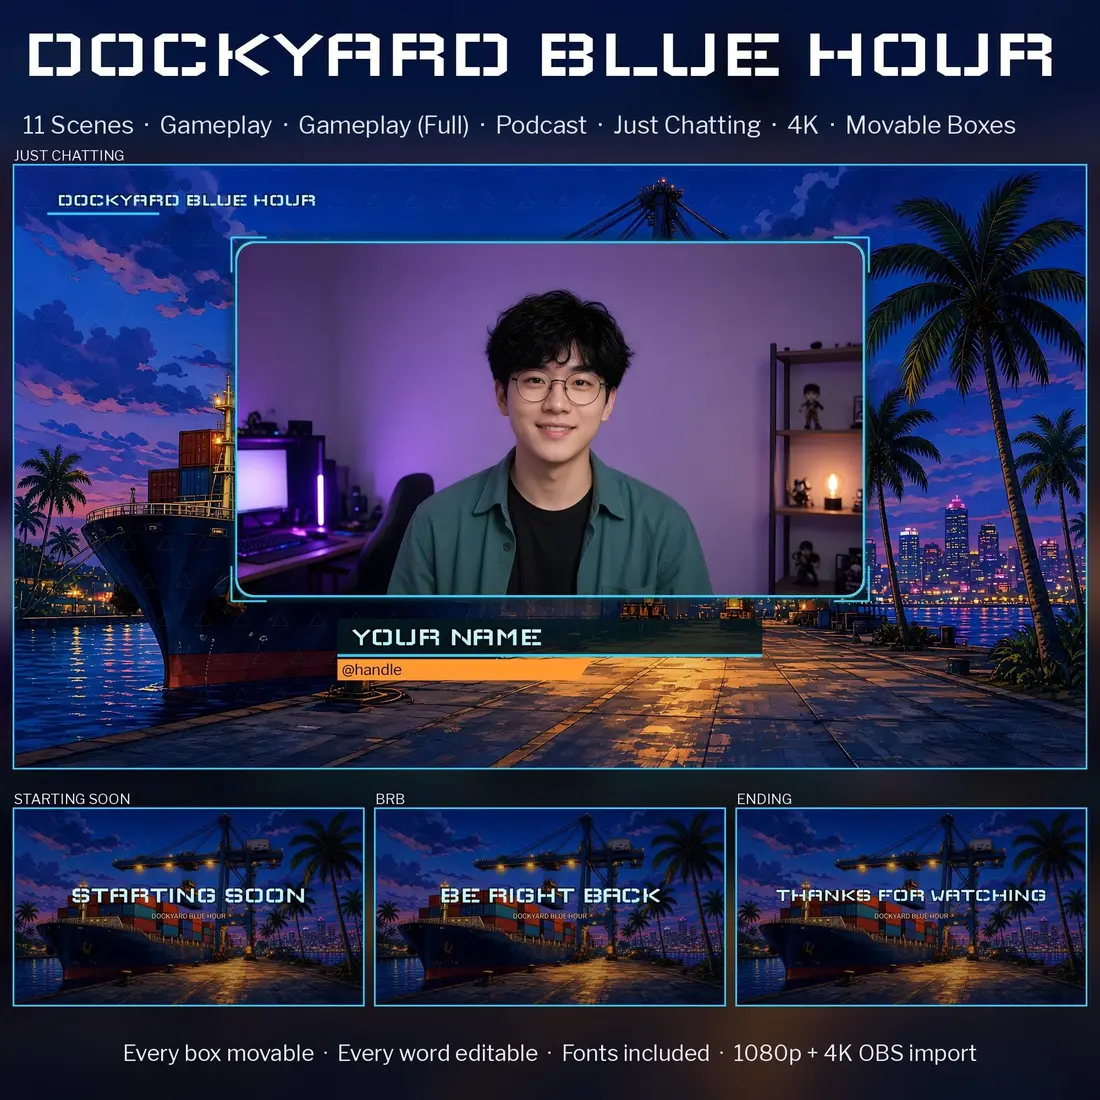 DOCKYARD BLUE HOUR
11 Scenes · Gameplay · Gameplay (Full) · Podcast · Just Chatting · 4K · Movable Boxes
JUST CHATTING
DOCKYARD BLUE HOUR
YOUR NAME
@handle
STARTING SOON
BRB
ENDING
STARTING SOON
DOCKYARD BLUE HOUR
BE RIGHT BACK
DOCKYARD BLUE HOUR
THANKS FOR WATCHING
DOCKYARD BLUE HOUR
Every box movable · Every word editable · Fonts included · 1080p + 4K OBS import